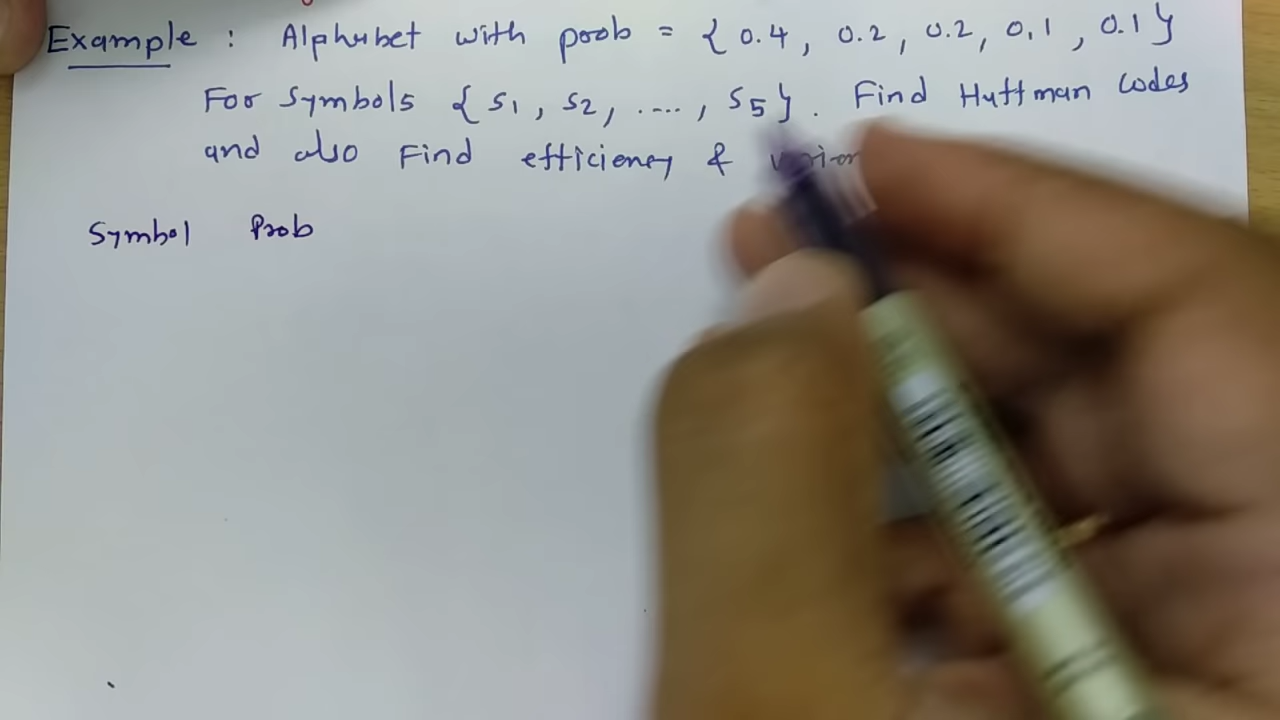 Example : Alphabet with prob = { 0.4 , 0.2 , 0.2 , 0.1 , 0.1 }
For Symbols { S1 , S2 , .... , S5 } . Find Huffman Codes
and also Find efficiency &
Symbol Prob